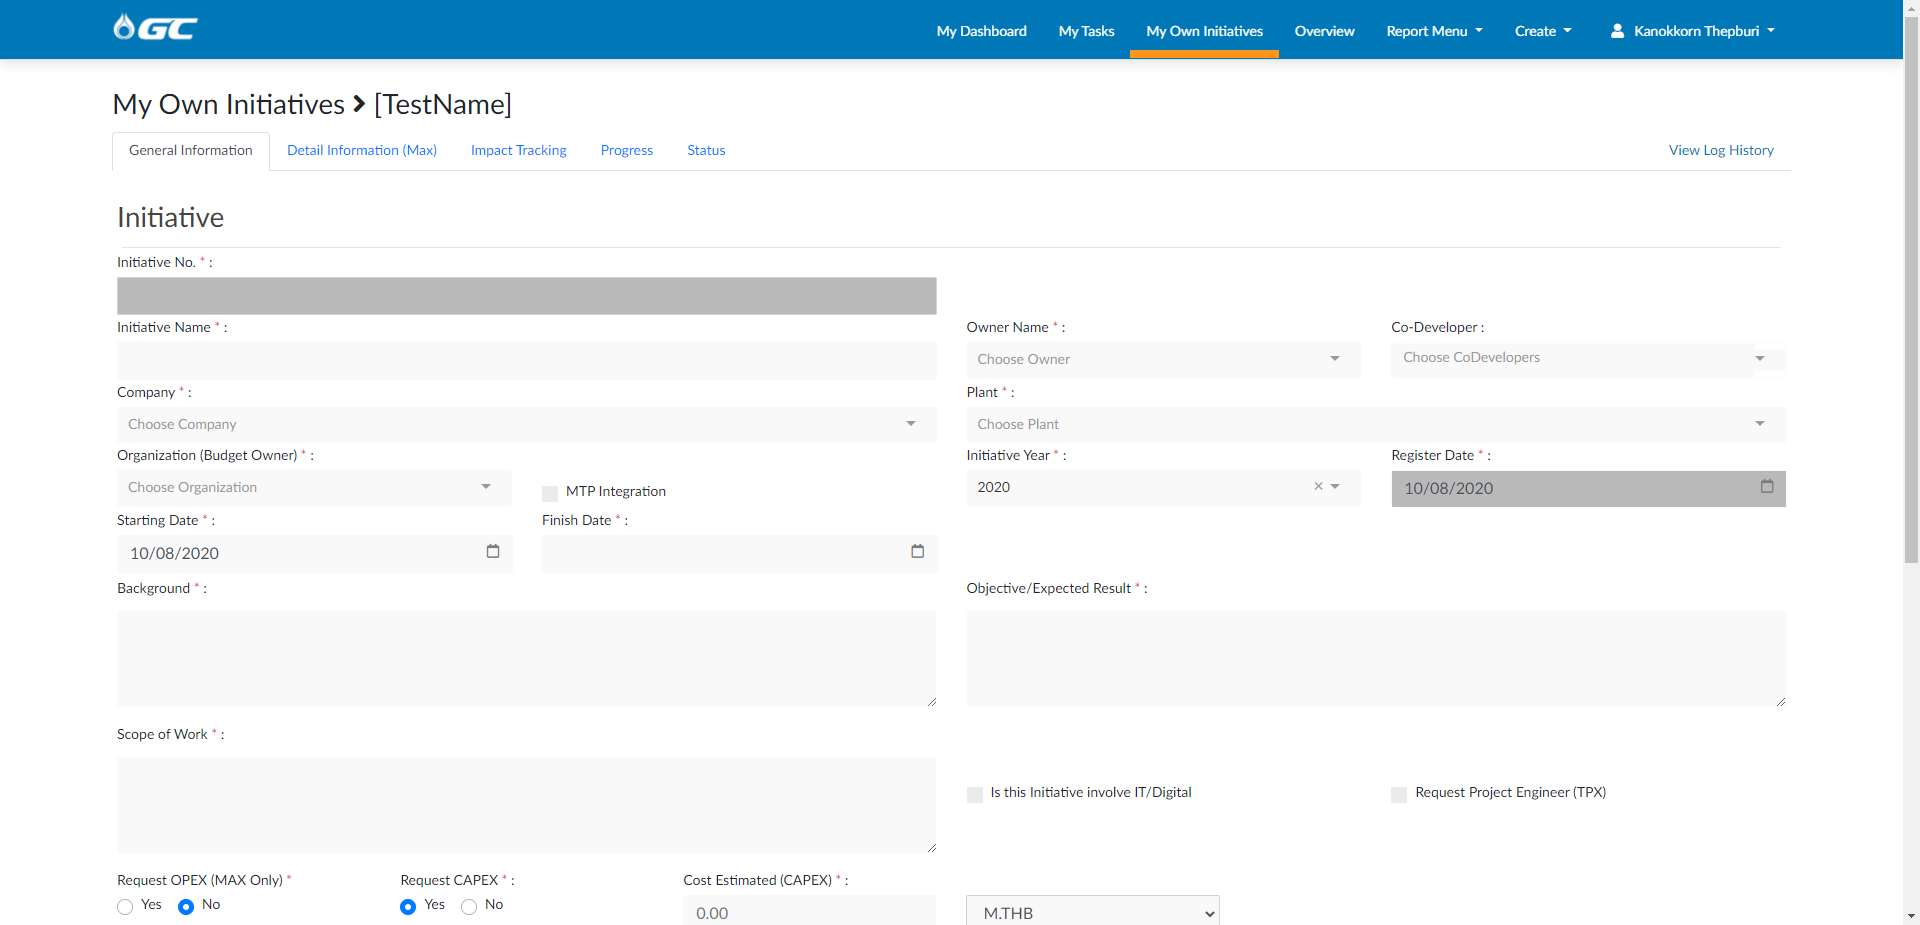 GC
My Dashboard My Tasks My Own Initiatives Overview Report Menu Create Kanokkorn Thepburi
My Own Initiatives > [TestName]
General Information Detail Information (Max) Impact Tracking Progress Status View Log History
Initiative
Initiative No. * :
Initiative Name * : Owner Name * : Co-Developer :
Choose Owner Choose CoDevelopers
Company * : Plant * :
Choose Company Choose Plant
Organization (Budget Owner) * : Initiative Year * : Register Date * :
Choose Organization MTP Integration 2020 × 10/08/2020
Starting Date * : Finish Date * :
10/08/2020
Background * : Objective/Expected Result * :
Scope of Work * :
Is this Initiative involve IT/Digital Request Project Engineer (TPX)
Request OPEX (MAX Only) * Request CAPEX * : Cost Estimated (CAPEX) * :
Yes No Yes No 0.00 M.THB